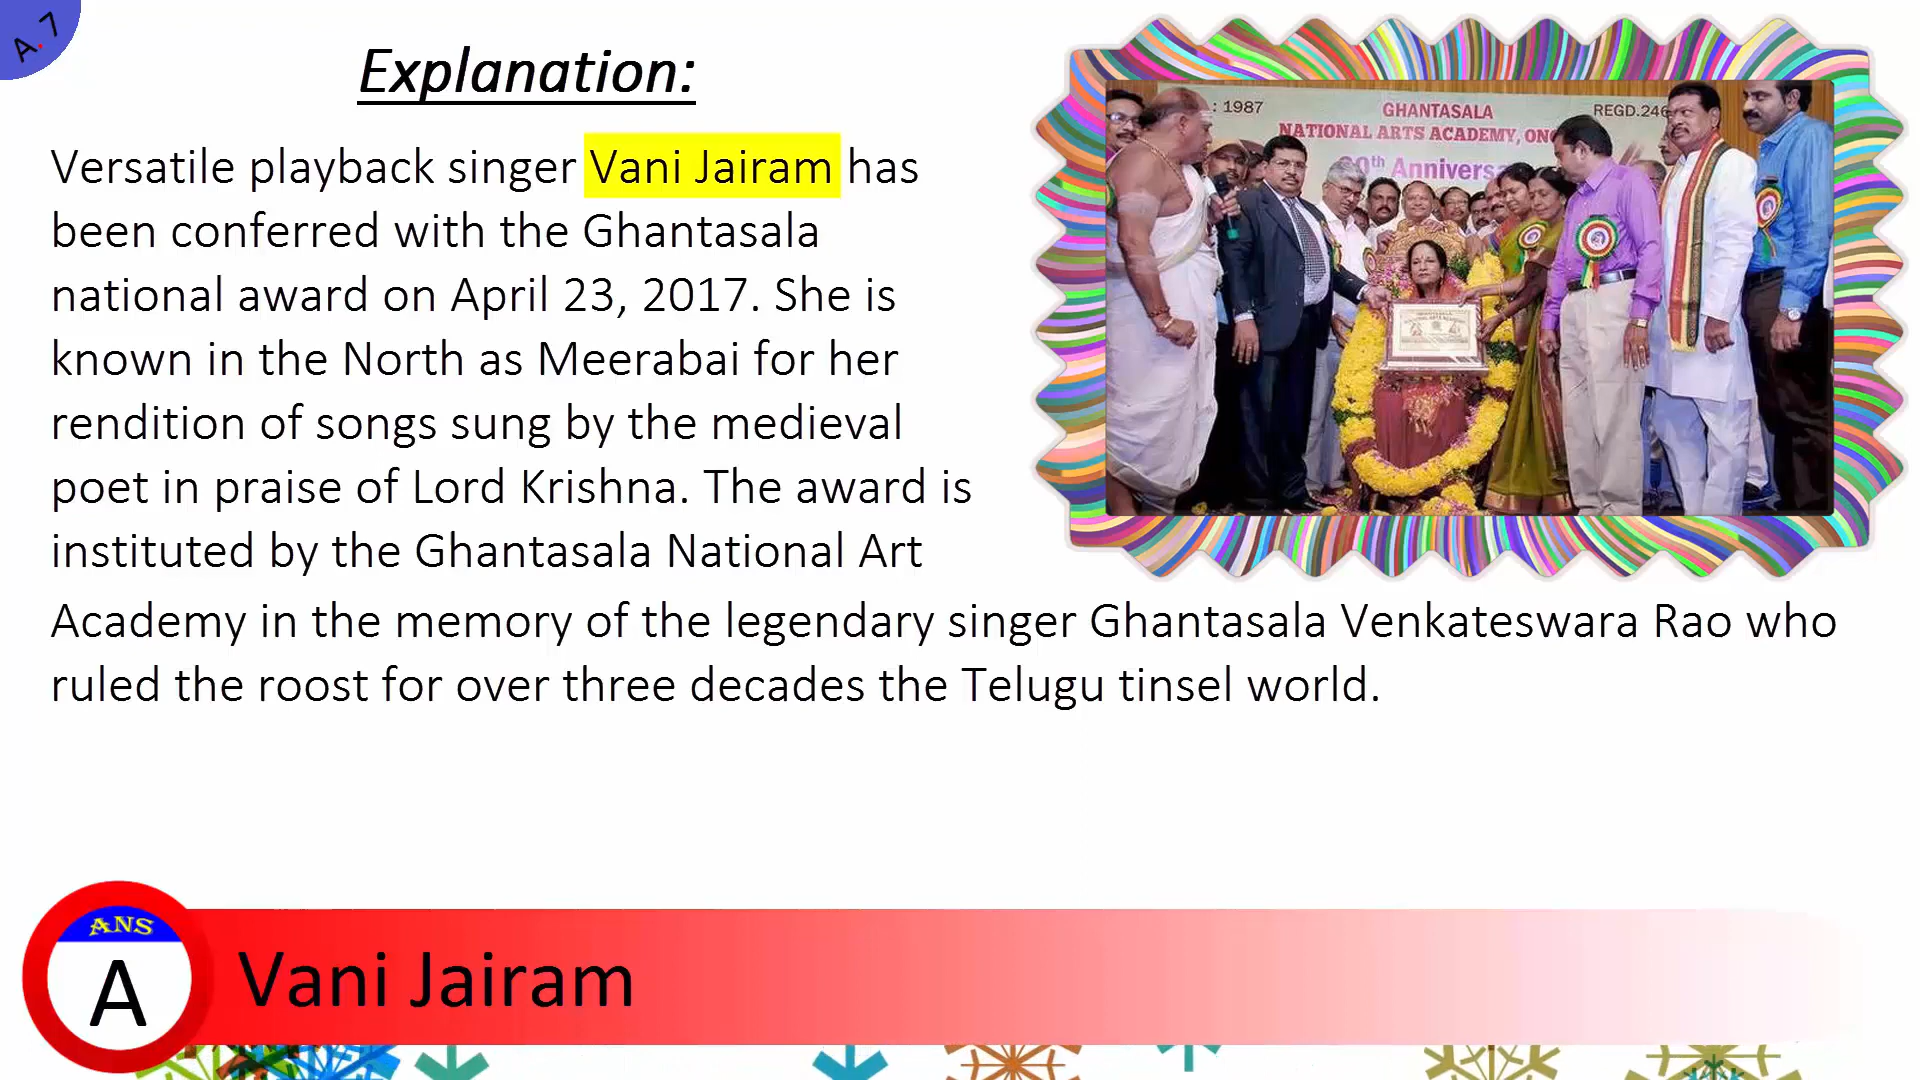 A.7
Explanation:
Versatile playback singer Vani Jairam has
been conferred with the Ghantasala
national award on April 23, 2017. She is
known in the North as Meerabai for her
rendition of songs sung by the medieval
poet in praise of Lord Krishna. The award is
instituted by the Ghantasala National Art
Academy in the memory of the legendary singer Ghantasala Venkateswara Rao who
ruled the roost for over three decades the Telugu tinsel world.
: 1987
GHANTASALA
REGD.246
NATIONAL ARTS ACADEMY,
ANS
A
Vani Jairam